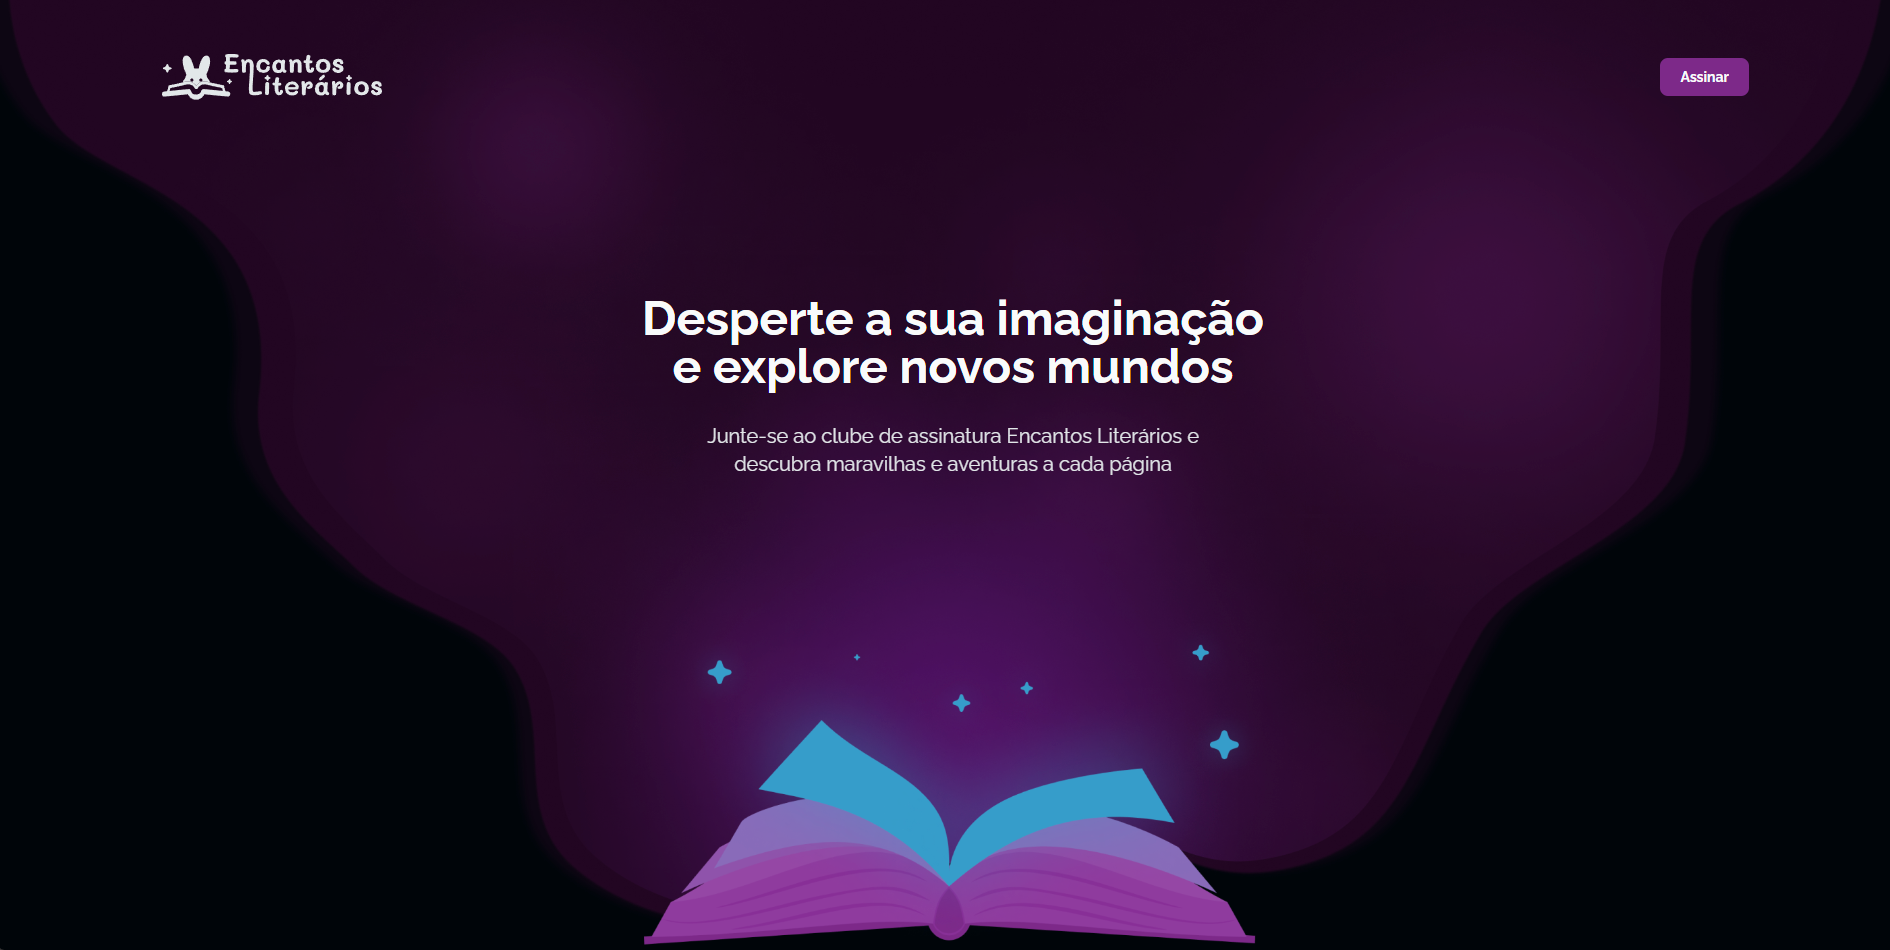 Encantos
Literários
Assinar
Desperte a sua imaginação
e explore novos mundos
Junte-se ao clube de assinatura Encantos Literários e
descubra maravilhas e aventuras a cada página